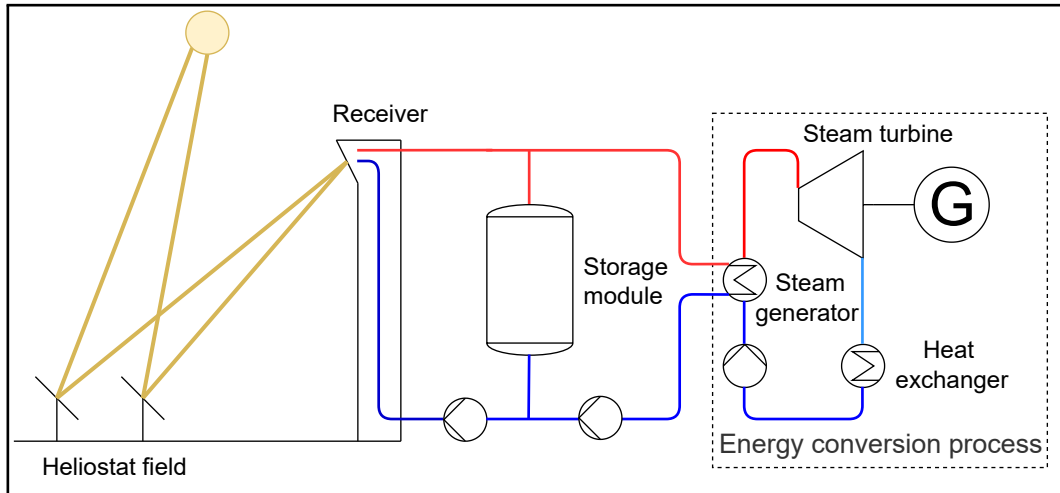 Receiver
Steam turbine
G
Storage
module
Steam
generator
Heat
exchanger
Energy conversion process
Heliostat field